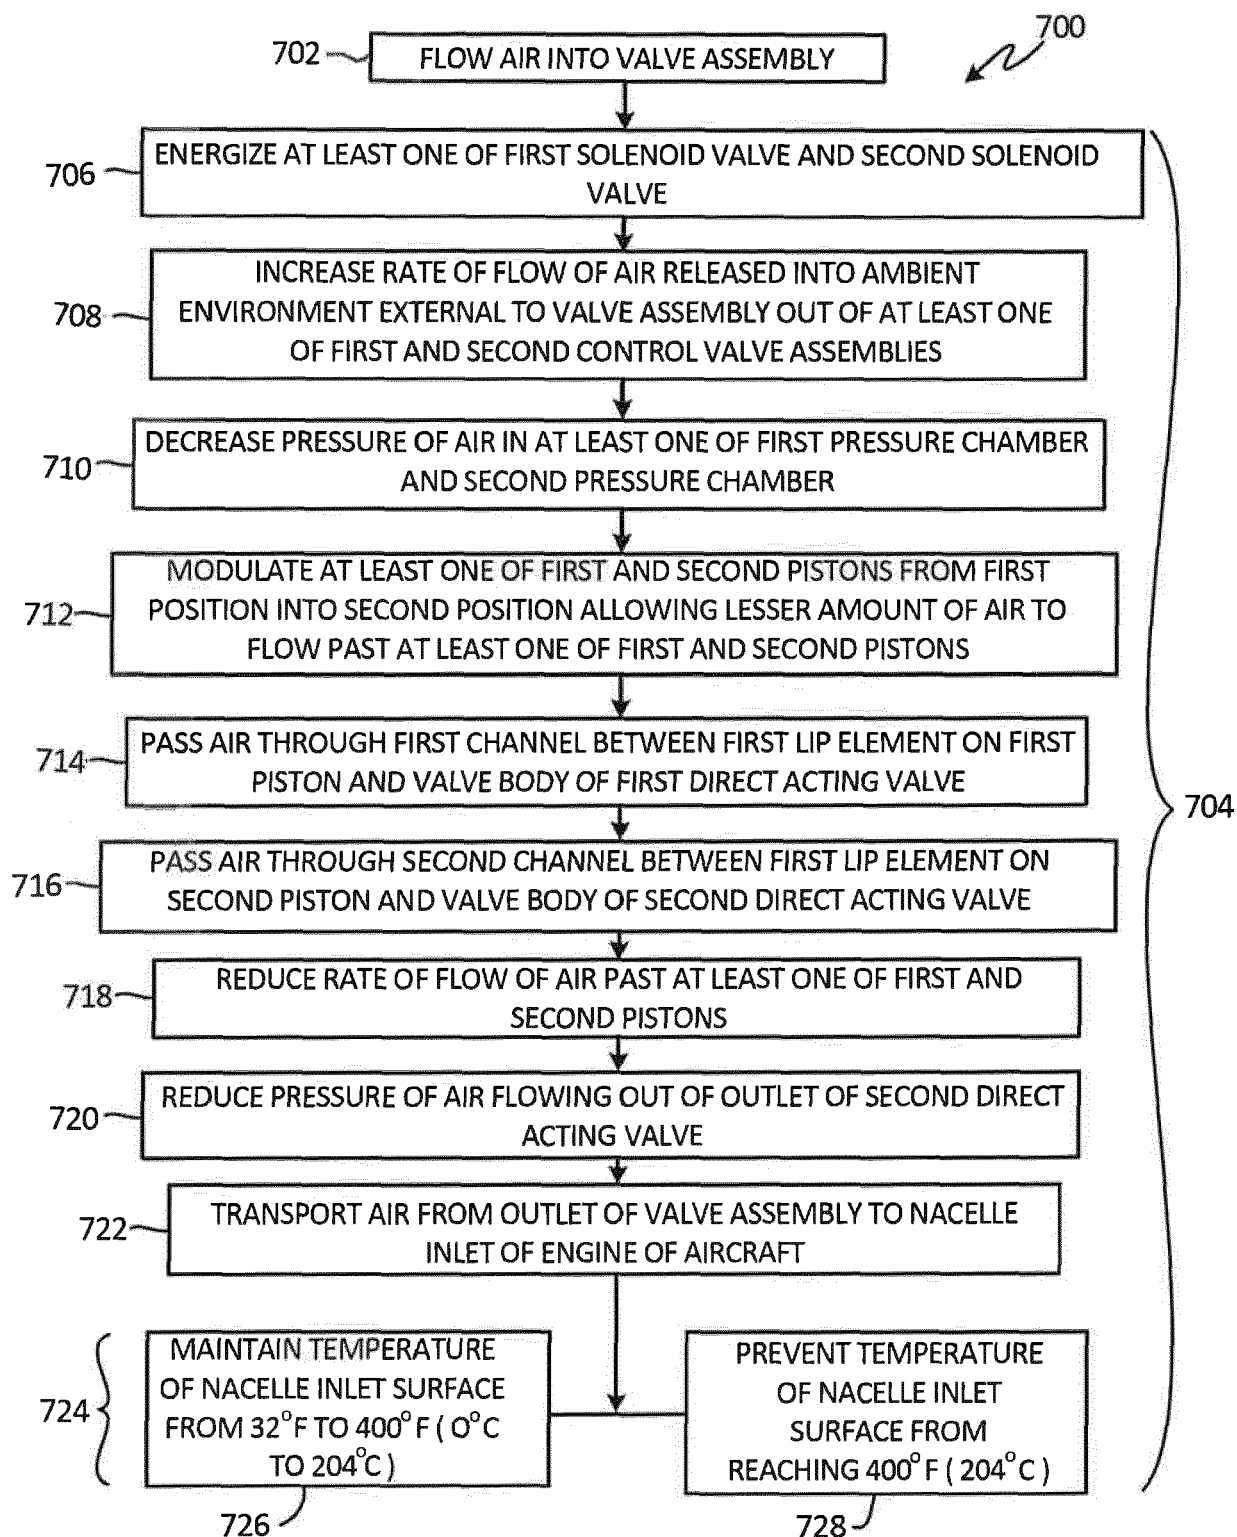 700
702
FLOW AIR INTO VALVE ASSEMBLY
706
ENERGIZE AT LEAST ONE OF FIRST SOLENOID VALVE AND SECOND SOLENOID
VALVE
708
INCREASE RATE OF FLOW OF AIR RELEASED INTO AMBIENT
ENVIRONMENT EXTERNAL TO VALVE ASSEMBLY OUT OF AT LEAST ONE
OF FIRST AND SECOND CONTROL VALVE ASSEMBLIES
710
DECREASE PRESSURE OF AIR IN AT LEAST ONE OF FIRST PRESSURE CHAMBER
AND SECOND PRESSURE CHAMBER
712
MODULATE AT LEAST ONE OF FIRST AND SECOND PISTONS FROM FIRST
POSITION INTO SECOND POSITION ALLOWING LESSER AMOUNT OF AIR TO
FLOW PAST AT LEAST ONE OF FIRST AND SECOND PISTONS
714
PASS AIR THROUGH FIRST CHANNEL BETWEEN FIRST LIP ELEMENT ON FIRST
PISTON AND VALVE BODY OF FIRST DIRECT ACTING VALVE
704
716
PASS AIR THROUGH SECOND CHANNEL BETWEEN FIRST LIP ELEMENT ON
SECOND PISTON AND VALVE BODY OF SECOND DIRECT ACTING VALVE
718
REDUCE RATE OF FLOW OF AIR PAST AT LEAST ONE OF FIRST AND
SECOND PISTONS
720
REDUCE PRESSURE OF AIR FLOWING OUT OF OUTLET OF SECOND DIRECT
ACTING VALVE
722
TRANSPORT AIR FROM OUTLET OF VALVE ASSEMBLY TO NACELLE
INLET OF ENGINE OF AIRCRAFT
724
MAINTAIN TEMPERATURE
OF NACELLE INLET SURFACE
FROM 32°F TO 400°F ( 0°C
TO 204°C )
726
PREVENT TEMPERATURE
OF NACELLE INLET
SURFACE FROM
REACHING 400°F ( 204°C )
728